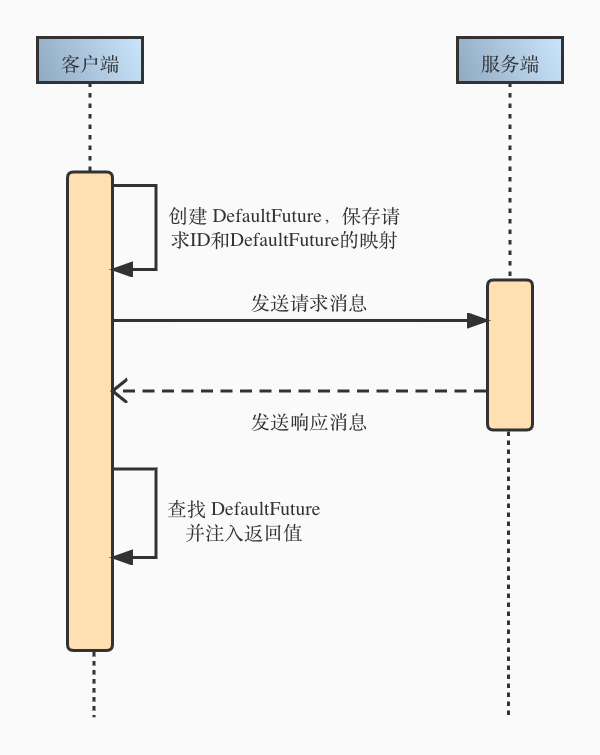 客户端
服务端
创建 DefaultFuture，保存请
求ID和DefaultFuture的映射
发送请求消息
发送响应消息
查找 DefaultFuture
并注入返回值